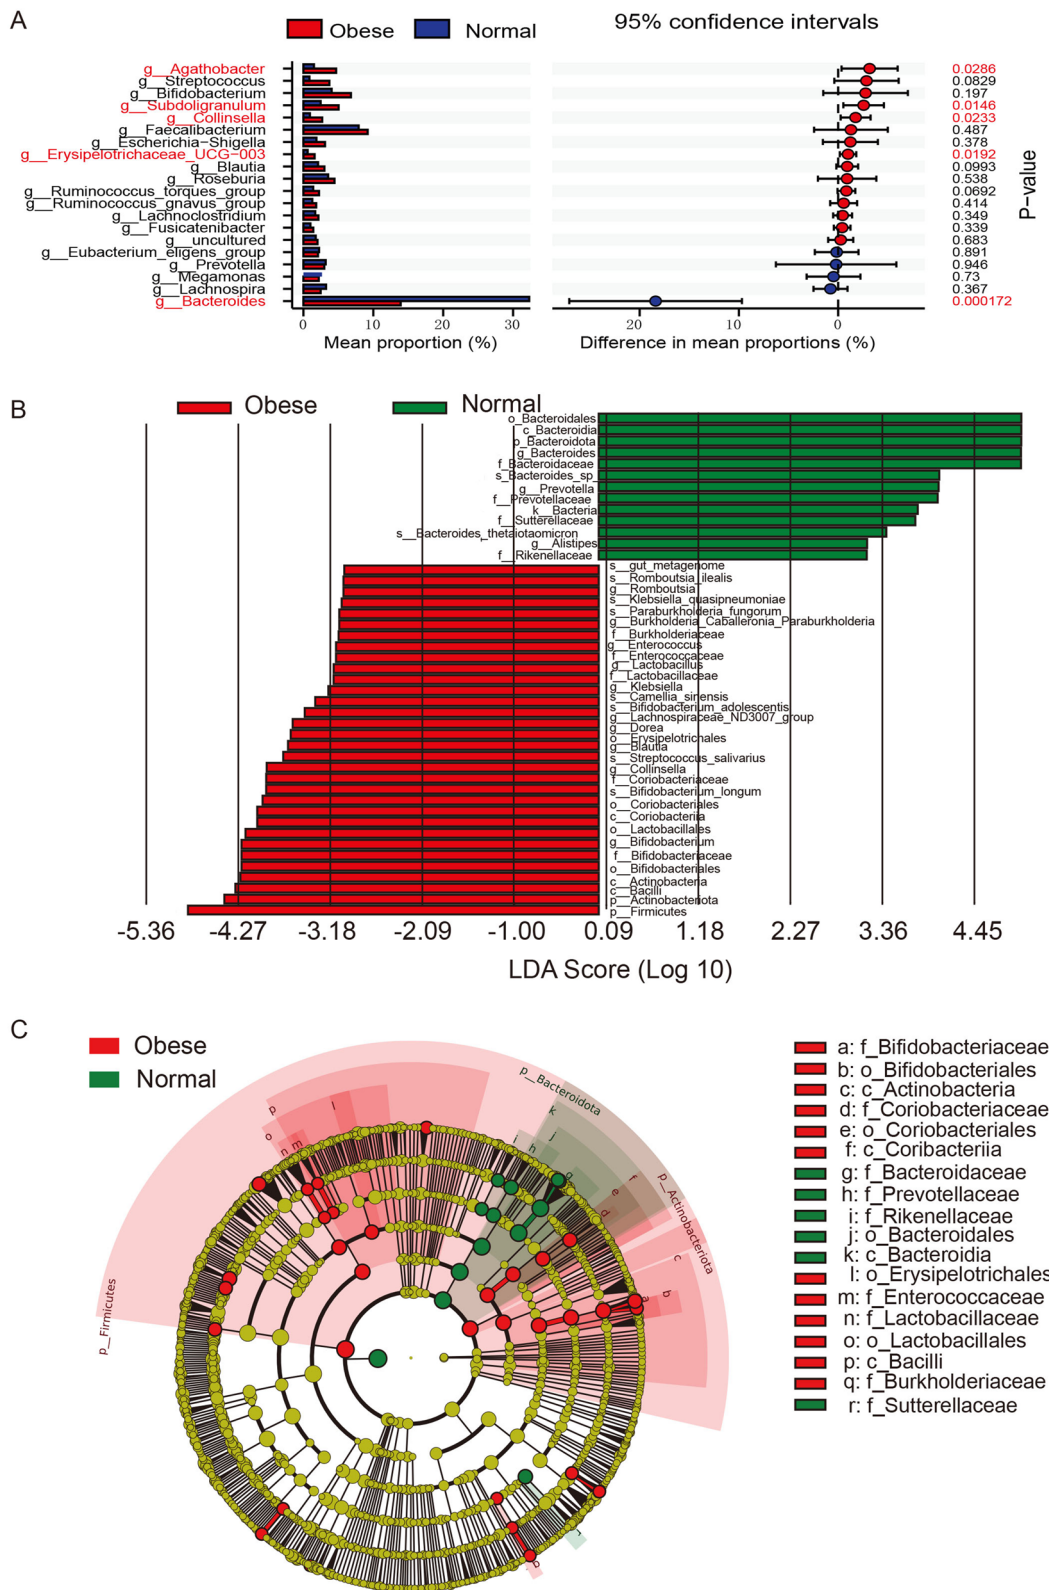 A
Obese
Normal
95% confidence intervals
g__Agathobacter
g__Streptococcus
g__Bifidobacterium
g__Subdoligranulum
g__Collinsella
g__Faecalibacterium
g__Escherichia-Shigella
g__Erysipelotrichaceae_UCG-003
g__Blautia
g__Roseburia
g__Ruminococcus_torques_group
g__Ruminococcus_gnavus_group
g__Lachnoclostridium
g__Fusicatenibacter
g__uncultured
g__Eubacterium_eligens_group
g__Prevotella
g__Megamonas
g__Lachnospira
g__Bacteroides
0.0286
0.0829
0.197
0.0146
0.0233
0.487
0.378
0.0192
0.0993
0.538
0.0692
0.414
0.349
0.339
0.683
0.891
0.946
0.73
0.367
0.000172
P-value
0 10 20 30
Mean proportion (%)
20 10 0
Difference in mean proportions (%)
B
Obese
Normal
o_Bacteroidales
c_Bacteroidia
p_Bacteroidota
g_Bacteroides
f_Bacteroidaceae
s_Bacteroides_sp_
g__Prevotella
f__Prevotellaceae
k__Bacteria
f__Sutterellaceae
s__Bacteroides_thetaiotaomicron
g__Alistipes
f__Rikenellaceae
s__gut_metagenome
s__Romboutsia_ilealis
g__Romboutsia
s__Klebsiella_quasipneumoniae
s__Paraburkholderia_fungorum
g__Burkholderia_Caballeronia_Paraburkholderia
f__Burkholderiaceae
g__Enterococcus
f__Enterococcaceae
g__Lactobacillus
f__Lactobacillaceae
g__Klebsiella
s__Camellia_sinensis
s__Bifidobacterium_adolescentis
g__Lachnospiraceae_ND3007_group
g__Dorea
o__Erysipelotrichales
g__Blautia
s__Streptococcus_salivarius
g__Collinsella
f__Coriobacteriaceae
s__Bifidobacterium_longum
o__Coriobacteriales
c__Coriobacteriia
o__Lactobacillales
g__Bifidobacterium
f__Bifidobacteriaceae
o__Bifidobacteriales
c__Actinobacteria
c__Bacilli
p__Actinobacteriota
p__Firmicutes
-5.36 -4.27 -3.18 -2.09 -1.00 0.09 1.18 2.27 3.36 4.45
LDA Score (Log 10)
C
Obese
Normal
p__Firmicutes
p__Bacteroidota
p__Actinobacteriota
p
o
n
m
l
k
j
i
h
g
f
e
d
c
b
a
r
q
a: f_Bifidobacteriaceae
b: o_Bifidobacteriales
c: c_Actinobacteria
d: f_Coriobacteriaceae
e: o_Coriobacteriales
f: c_Coribacteriia
g: f_Bacteroidaceae
h: f_Prevotellaceae
i: f_Rikenellaceae
j: o_Bacteroidales
k: c_Bacteroidia
l: o_Erysipelotrichales
m: f_Enterococcaceae
n: f_Lactobacillaceae
o: o_Lactobacillales
p: c_Bacilli
q: f_Burkholderiaceae
r: f_Sutterellaceae